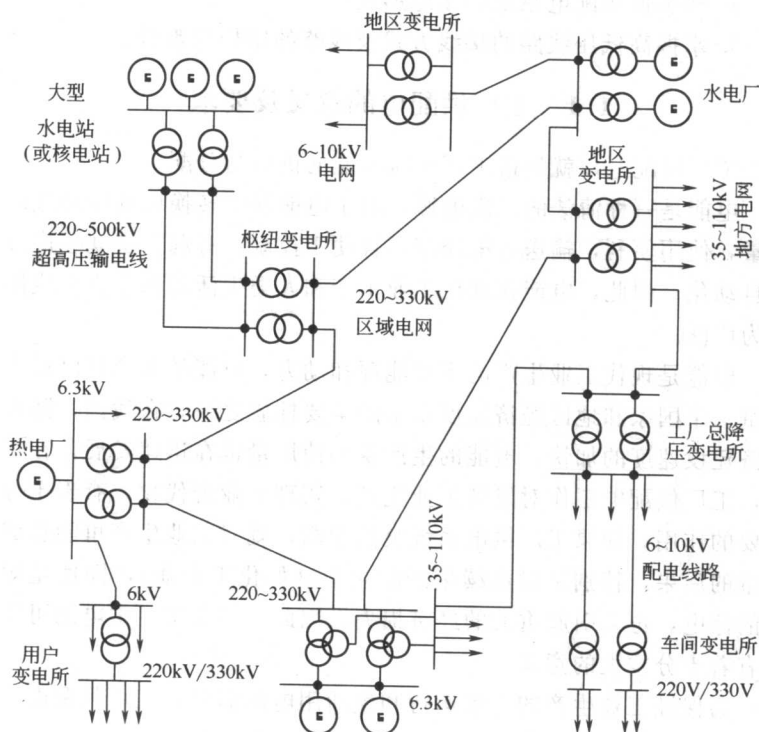 地区变电所
大型
水电站
(或核电站)
G G G
G
G
水电厂
6~10kV
电网
地区
变电所
35~110kV
地方电网
220~500kV
超高压输电线
枢纽变电所
220~330kV
区域电网
6.3kV
220~330kV
热电厂
G
工厂总降
压变电所
6~10kV
配电线路
35~110kV
6kV
220~330kV
用户
变电所
220kV/330kV
G G
6.3kV
车间变电所
220V/330V